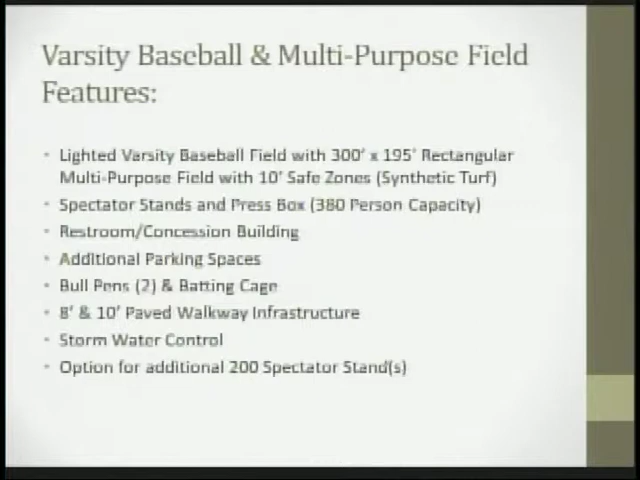 Varsity Baseball & Multi-Purpose Field
Features:
• Lighted Varsity Baseball Field with 300' x 195' Rectangular
Multi-Purpose Field with 10' Safe Zones (Synthetic Turf)
• Spectator Stands and Press Box (380 Person Capacity)
• Restroom/Concession Building
• Additional Parking Spaces
• Bull Pens (2) & Batting Cage
• 8' & 10' Paved Walkway Infrastructure
• Storm Water Control
• Option for additional 200 Spectator Stand(s)